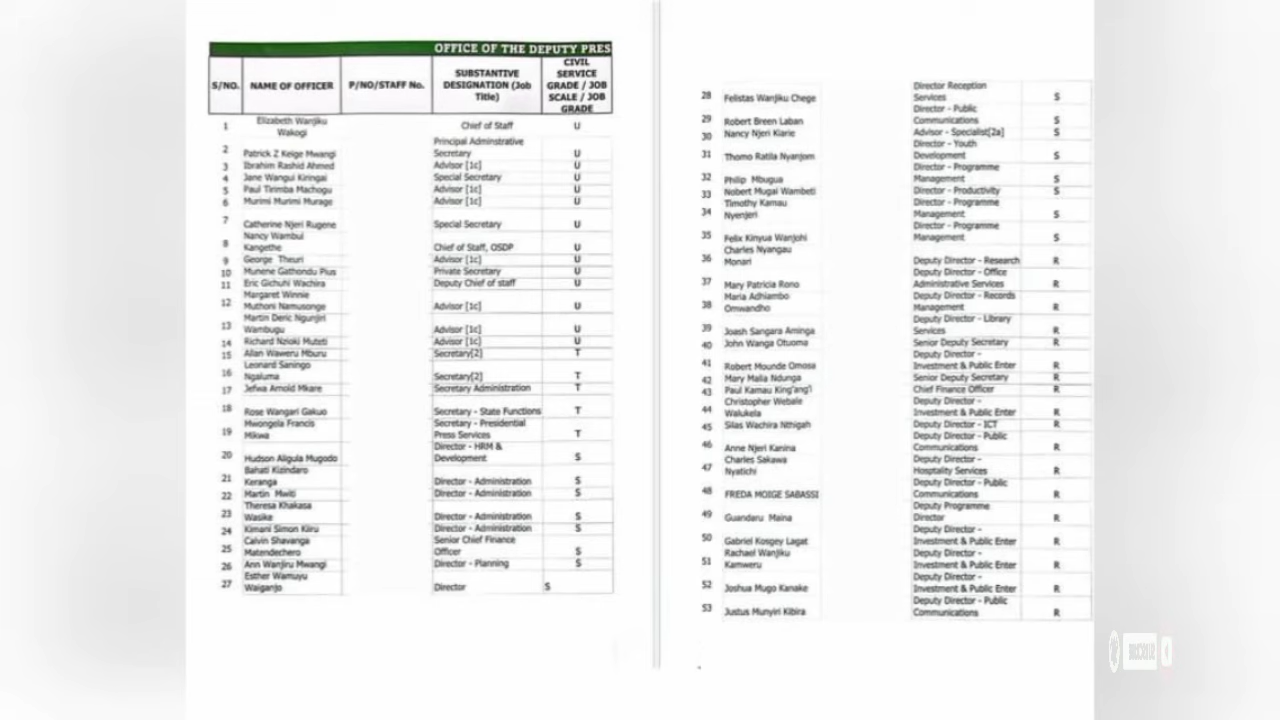 OFFICE OF THE DEPUTY PRES
S/NO. NAME OF OFFICER P/NO/STAFF No. SUBSTANTIVE DESIGNATION (Job Title) CIVIL SERVICE GRADE / JOB SCALE / JOB GRADE
1 Elizabeth Wanjiku Wakogi Chief of Staff U
2 Patrick Z Keige Mwangi Principal Adminstrative Secretary U
3 Ibrahim Rashid Ahmed Advisor [1c] U
4 Jane Wangui Kiringai Special Secretary U
5 Paul Tirimba Machogu Advisor [1c] U
6 Murimi Murimi Murage Advisor [1c] U
7 Catherine Njeri Rugene Special Secretary U
8 Nancy Wambui Kangethe Chief of Staff, OSDP U
9 George Theuri Advisor [1c] U
10 Munene Gathondu Pius Private Secretary U
11 Eric Gichuhi Wachira Deputy Chief of staff U
12 Margaret Winnie Muthoni Namusonge Advisor [1c] U
13 Martin Deric Ngunjiri Wambugu Advisor [1c] U
14 Richard Nzioki Muteti Advisor [1c] U
15 Allan Waweru Mburu Secretary[2] T
16 Leonard Saningo Ngaluma Secretary[2] T
17 Jefwa Arnold Mkare Secretary Administration T
18 Rose Wangari Gakuo Secretary - State Functions T
19 Mwongela Francis Mikwa Secretary - Presidential Press Services T
20 Hudson Aligula Mugodo Director - HRM & Development S
21 Bahati Kizindaro Keranga Director - Administration S
22 Martin Mwiti Director - Administration S
23 Theresa Khakasa Wasike Director - Administration S
24 Kimani Simon Kiiru Director - Administration S
25 Calvin Shavanga Matendechero Senior Chief Finance Officer S
26 Ann Wanjiru Mwangi Director - Planning S
27 Esther Wamuyu Waiganjo Director S
28 Felistas Wanjiku Chege Director Reception Services S
29 Robert Breen Laban Director - Public Communications S
30 Nancy Njeri Kiarie Advisor - Specialist[2a] S
31 Thomo Ratila Nyanjom Director - Youth Development S
32 Philip Mbugua Director - Programme Management S
33 Nobert Mugai Wambeti Director - Productivity S
34 Timothy Kamau Nyenjeri Director - Programme Management S
35 Felix Kinyua Wanjohi Director - Programme Management S
36 Charles Nyangau Monari Deputy Director - Research R
37 Mary Patricia Rono Deputy Director - Office Administrative Services R
38 Maria Adhiambo Omwandho Deputy Director - Records Management R
39 Joash Sangara Aminga Deputy Director - Library Services R
40 John Wanga Otuoma Senior Deputy Secretary R
41 Robert Mounde Omosa Deputy Director – Investment & Public Enter R
42 Mary Malia Ndunga Senior Deputy Secretary R
43 Paul Kamau King'ang'i Chief Finance Officer R
44 Christopher Webale Walukela Deputy Director – Investment & Public Enter R
45 Silas Wachira Nthigah Deputy Director - ICT R
46 Anne Njeri Kanina Deputy Director - Public Communications R
47 Charles Sakawa Nyatichi Deputy Director – Hospitality Services R
48 FREDA MOIGE SABASSI Deputy Director - Public Communications R
49 Guandaru Maina Deputy Programme Director R
50 Gabriel Kosgey Lagat Deputy Director – Investment & Public Enter R
51 Rachael Wanjiku Kamweru Deputy Director – Investment & Public Enter R
52 Joshua Mugo Kanake Deputy Director – Investment & Public Enter R
53 Justus Munyiri Kibira Deputy Director - Public Communications R